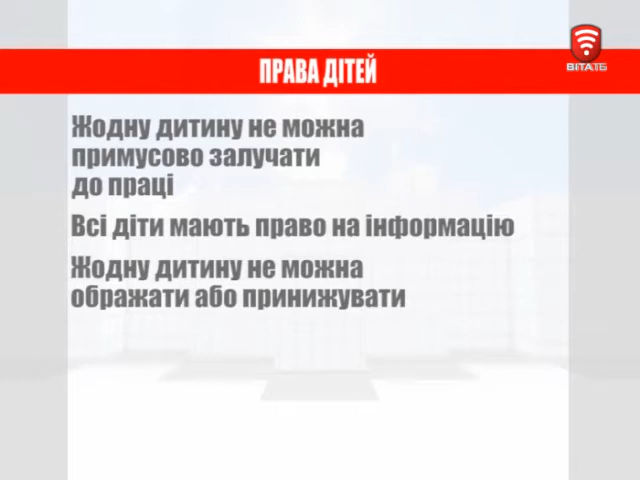 ВІТАТБ
ПРАВА ДІТЕЙ
Жодну дитину не можна
примусово залучати
до праці
Всі діти мають право на інформацію
Жодну дитину не можна
ображати або принижувати